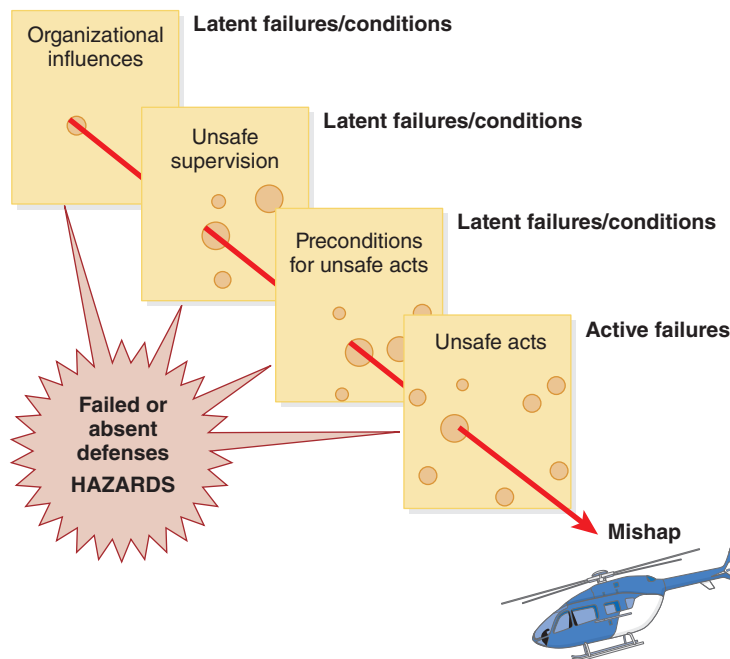 Organizational
influences
Latent failures/conditions
Unsafe
supervision
Latent failures/conditions
Preconditions
for unsafe acts
Latent failures/conditions
Unsafe acts
Active failures
Failed or
absent
defenses
HAZARDS
Mishap